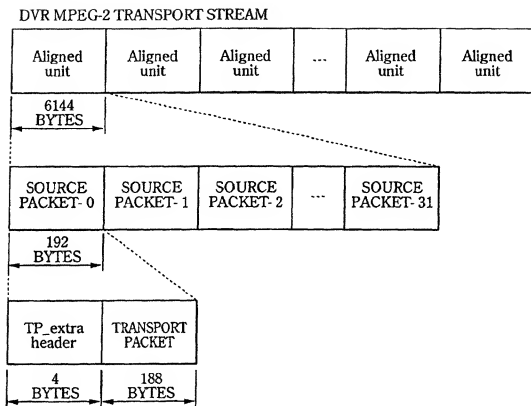 DVR MPEG-2 TRANSPORT STREAM
Aligned unit Aligned unit Aligned unit --- Aligned unit Aligned unit
6144 BYTES
SOURCE PACKET- 0 SOURCE PACKET- 1 SOURCE PACKET- 2 --- SOURCE PACKET- 31
192 BYTES
TP_extra header TRANSPORT PACKET
4 BYTES 188 BYTES